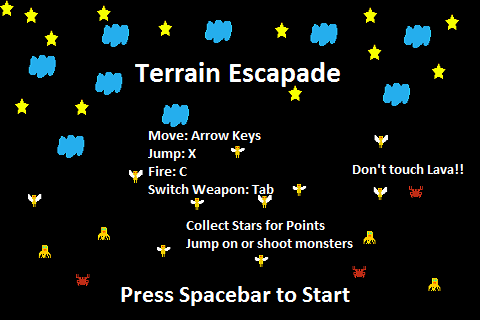 Terrain Escapade
Move: Arrow Keys
Jump: X
Fire: C
Switch Weapon: Tab
Don't touch Lava!!
Collect Stars for Points
Jump on or shoot monsters
Press Spacebar to Start